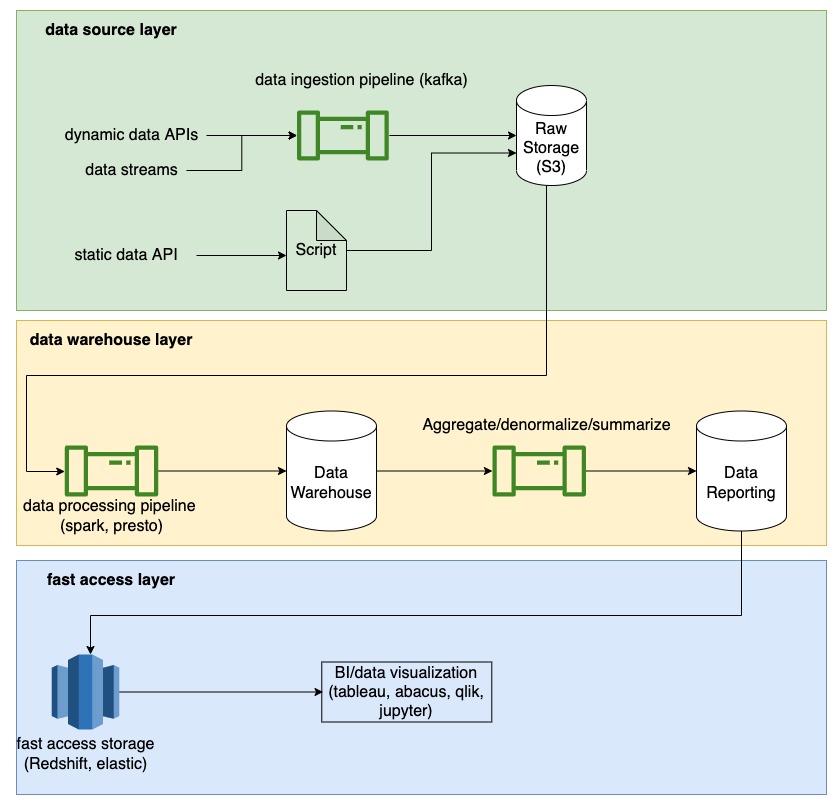 data source layer
data ingestion pipeline (kafka)
dynamic data APIs
data streams
Raw
Storage
(S3)
static data API
Script
data warehouse layer
Aggregate/denormalize/summarize
Data
Warehouse
Data
Reporting
data processing pipeline
(spark, presto)
fast access layer
BI/data visualization
(tableau, abacus, qlik,
jupyter)
fast access storage
(Redshift, elastic)